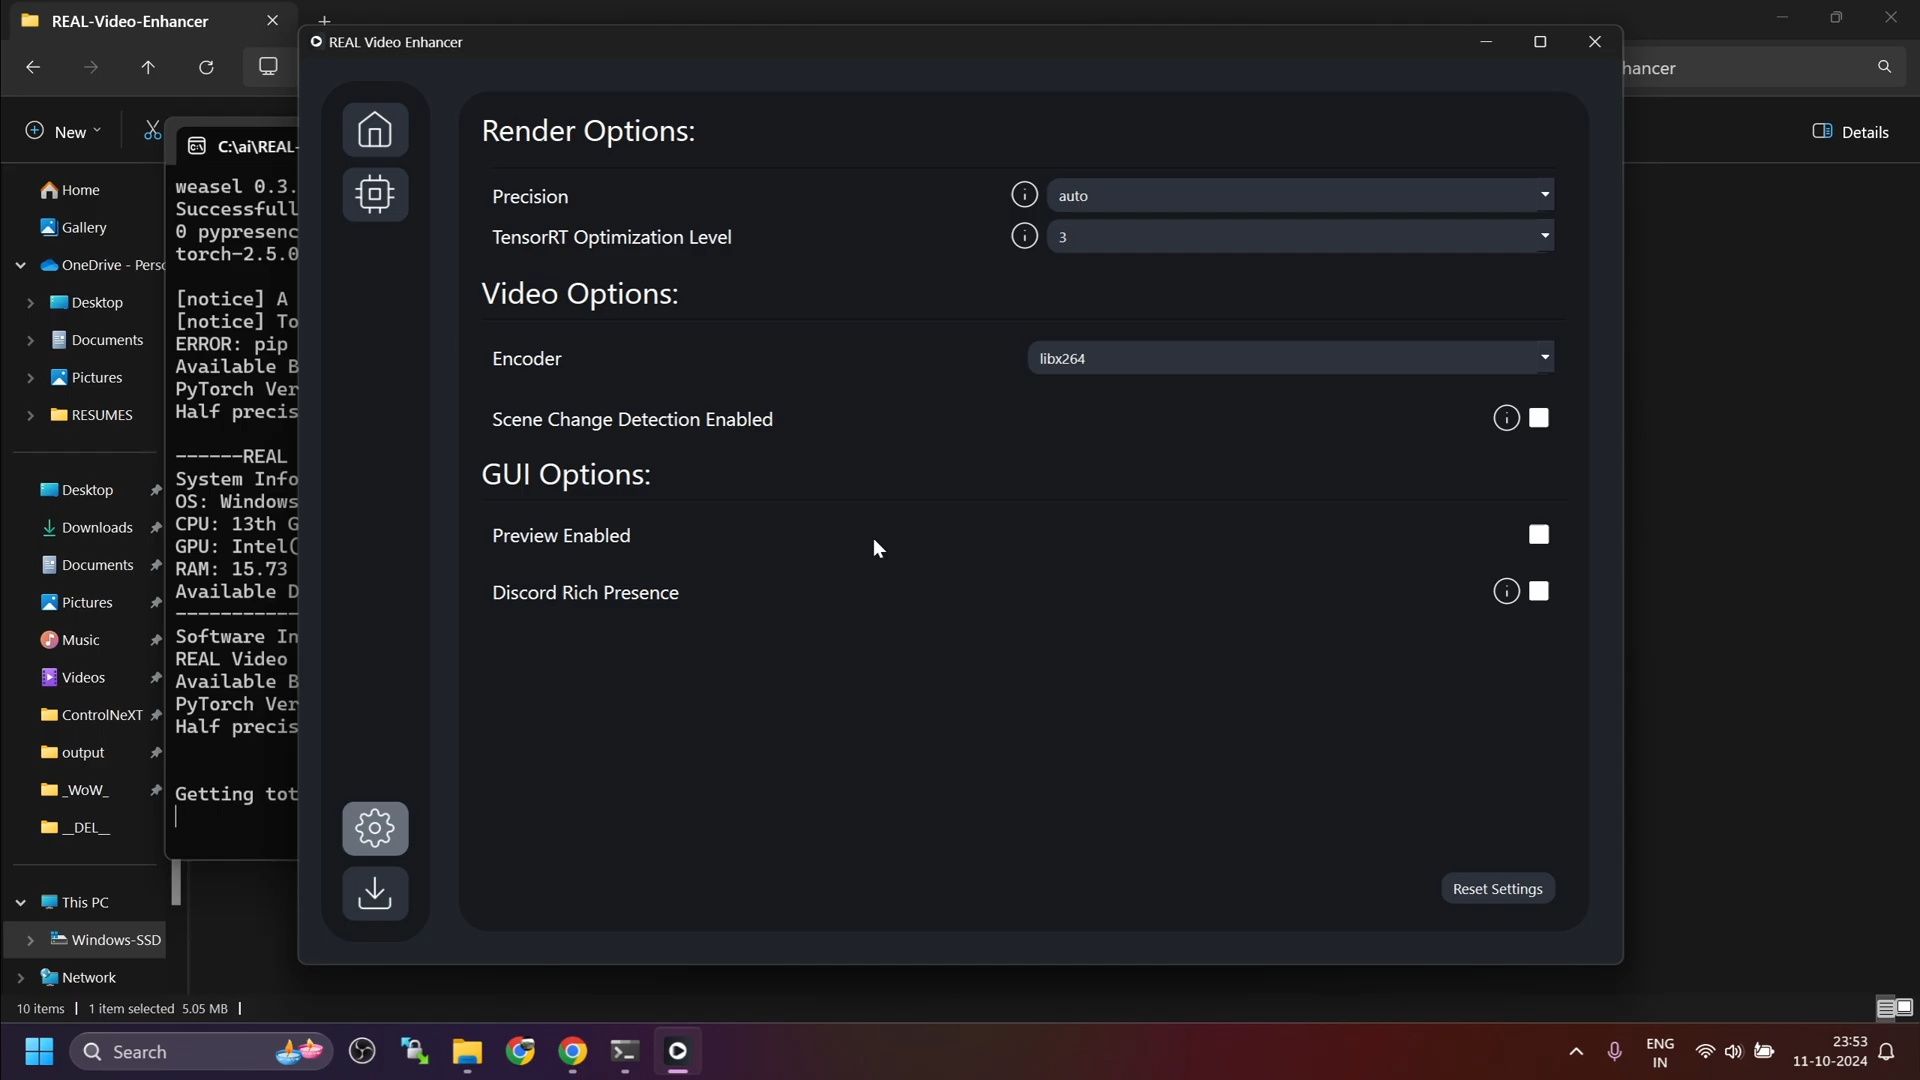 REAL-Video-Enhancer
REAL Video Enhancer
hancer
New
Details
C:\ai\REAL-
Home
Gallery
OneDrive - Perso
Desktop
Documents
Pictures
RESUMES
Desktop
Downloads
Documents
Pictures
Music
Videos
ControlNeXT
output
_WoW_
__DEL__
This PC
Windows-SSD
Network
10 items
1 item selected 5.05 MB
weasel 0.3.
Successfull
0 pypresenc
torch-2.5.0
[notice] A
[notice] To
ERROR: pip
Available B
PyTorch Ver
Half precis
------REAL
System Info
OS: Windows
CPU: 13th G
GPU: Intel(
RAM: 15.73
Available D
-----------
Software In
REAL Video
Available B
PyTorch Ver
Half precis
Getting tot
Render Options:
Precision
auto
TensorRT Optimization Level
3
Video Options:
Encoder
libx264
Scene Change Detection Enabled
GUI Options:
Preview Enabled
Discord Rich Presence
Reset Settings
Search
ENG
IN
23:53
11-10-2024